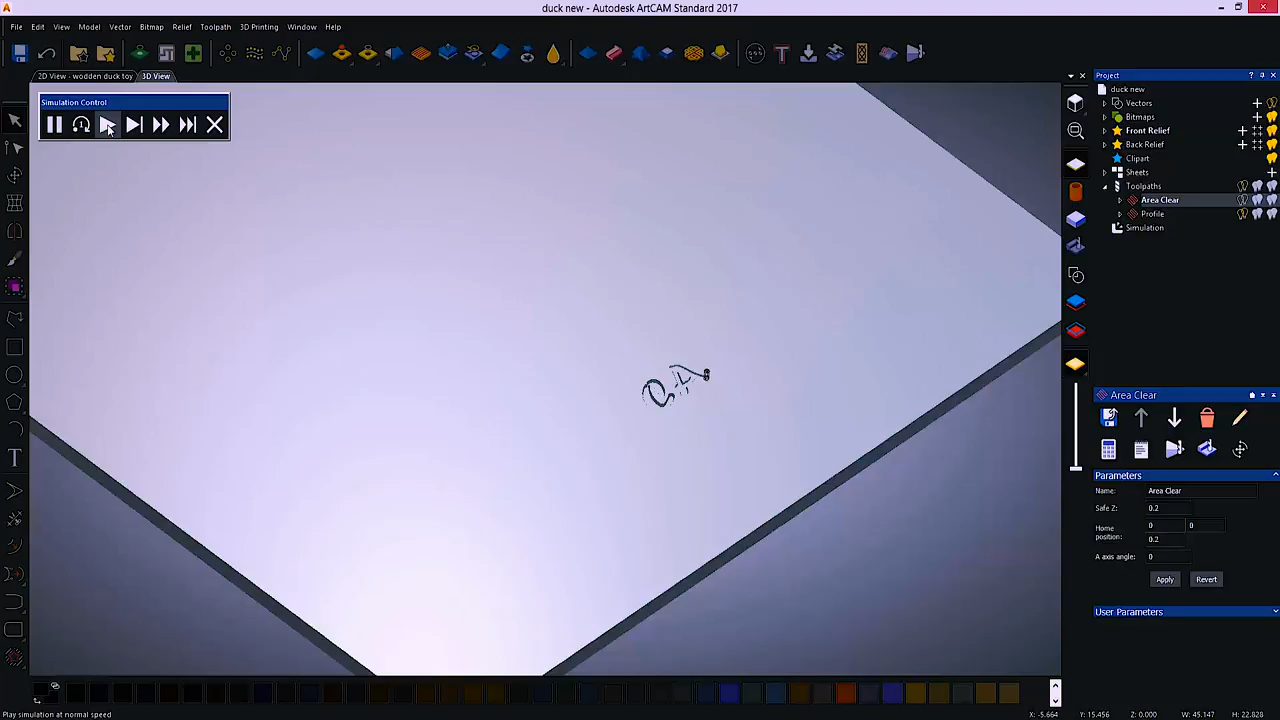 duck new - Autodesk ArtCAM Standard 2017
File Edit View Model Vector Bitmap Relief Toolpath 3D Printing Window Help
2D View - wodden duck toy 3D View
Simulation Control
Project
duck new
Vectors
Bitmaps
Front Relief
Back Relief
Clipart
Sheets
Toolpaths
Area Clear
Profile
Simulation
Area Clear
Parameters
Name: Area Clear
Safe Z: 0.2
Home position: 0 0
0.2
A axis angle: 0
Apply Revert
User Parameters
Play simulation at normal speed
X: -5.664 Y: 15.456 Z: 0.000 W: 45.147 H: 22.828